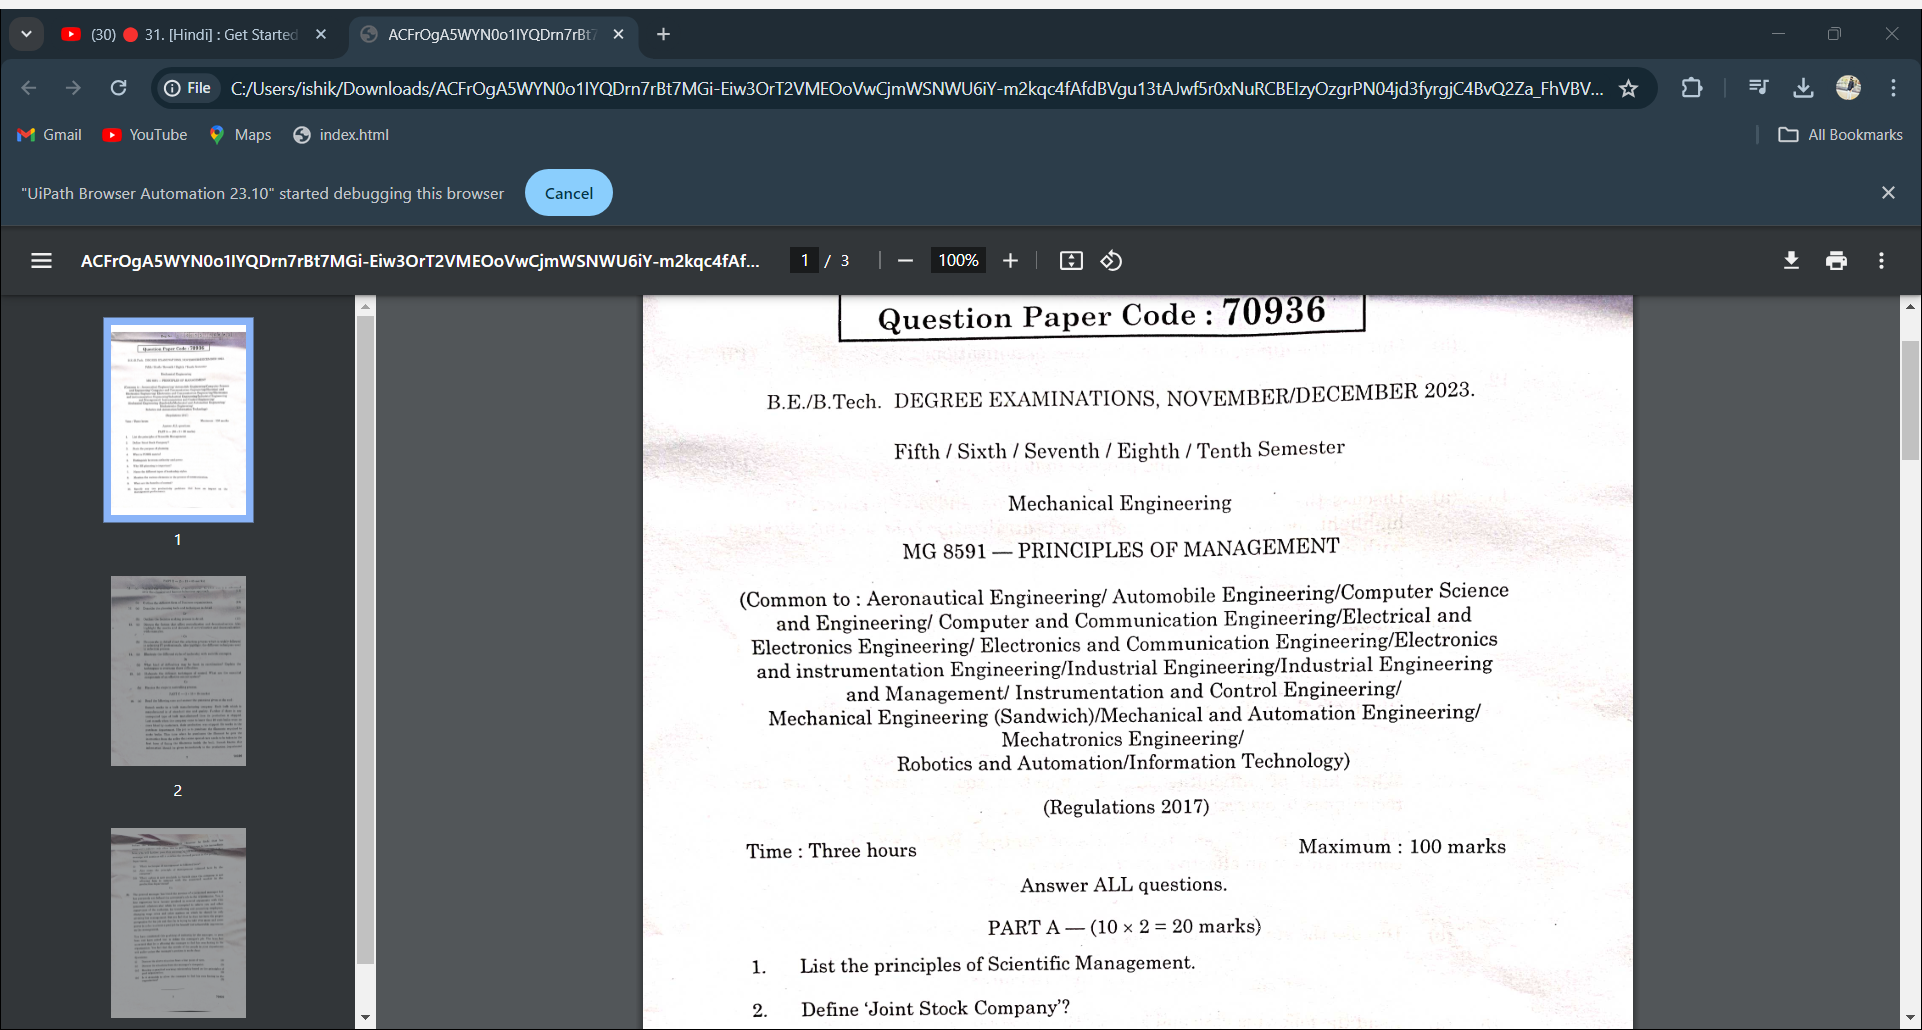 (30) 31. [Hindi] : Get Started
ACFrOgA5WYN0o1lYQDrn7rBt7
File
C:/Users/ishik/Downloads/ACFrOgA5WYN0o1lYQDrn7rBt7MGi-Eiw3OrT2VMEOoVwCjmWSNWU6iY-m2kqc4fAfdBVgu13tAJwf5r0xNuRCBEIzyOzgrPN04jd3fyrgjC4BvQ2Za_FhVBV...
Gmail
YouTube
Maps
index.html
All Bookmarks
"UiPath Browser Automation 23.10" started debugging this browser
Cancel
ACFrOgA5WYN0o1lYQDrn7rBt7MGi-Eiw3OrT2VMEOoVwCjmWSNWU6iY-m2kqc4fAf...
1 / 3
100%
1
2
Question Paper Code : 70936
B.E./B.Tech. DEGREE EXAMINATIONS, NOVEMBER/DECEMBER 2023.
Fifth / Sixth / Seventh / Eighth / Tenth Semester
Mechanical Engineering
MG 8591 — PRINCIPLES OF MANAGEMENT
(Common to : Aeronautical Engineering/ Automobile Engineering/Computer Science
and Engineering/ Computer and Communication Engineering/Electrical and
Electronics Engineering/ Electronics and Communication Engineering/Electronics
and instrumentation Engineering/Industrial Engineering/Industrial Engineering
and Management/ Instrumentation and Control Engineering/
Mechanical Engineering (Sandwich)/Mechanical and Automation Engineering/
Mechatronics Engineering/
Robotics and Automation/Information Technology)
(Regulations 2017)
Time : Three hours
Maximum : 100 marks
Answer ALL questions.
PART A — (10 × 2 = 20 marks)
1. List the principles of Scientific Management.
2. Define 'Joint Stock Company'?